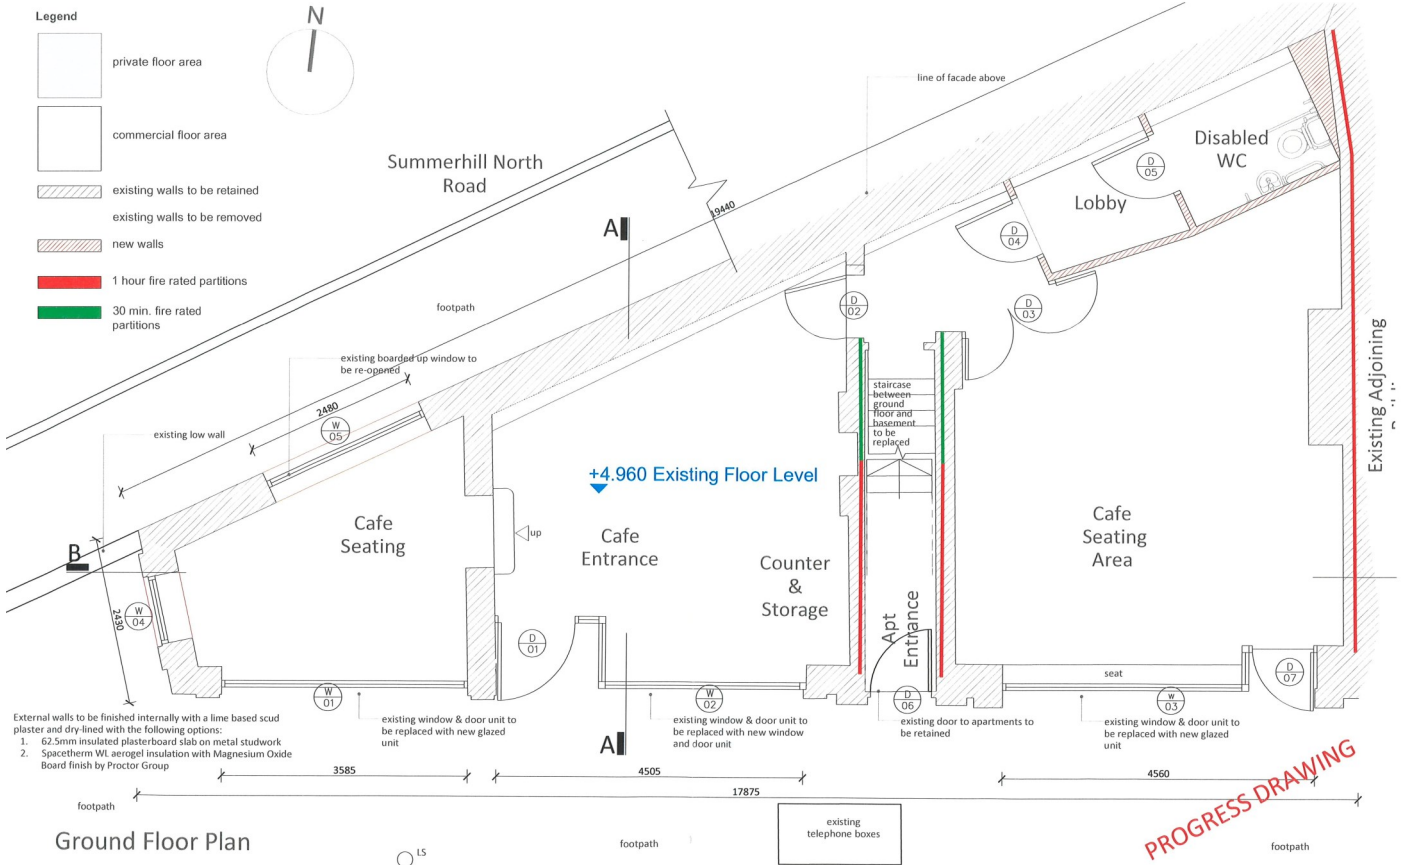 Legend
private floor area
commercial floor area
existing walls to be retained
existing walls to be removed
new walls
1 hour fire rated partitions
30 min. fire rated
partitions
N
Summerhill North
Road
line of facade above
Disabled
WC
D
05
Lobby
D
04
19440
A
footpath
D
02
D
03
existing boarded up window to
be re-opened
2480
W
05
existing low wall
staircase
between
ground
floor and
basement
to be
replaced
Existing Adjoining
+4.960 Existing Floor Level
Cafe
Seating
up
Cafe
Entrance
Counter
&
Storage
Cafe
Seating
Area
B
2430
W
04
D
01
Apt
Entrance
seat
D
07
W
01
W
02
D
06
W
03
External walls to be finished internally with a lime based scud
plaster and dry-lined with the following options:
1. 62.5mm insulated plasterboard slab on metal studwork
2. Spacetherm WL aerogel insulation with Magnesium Oxide
Board finish by Proctor Group
existing window & door unit to
be replaced with new glazed
unit
A
existing window & door unit to
be replaced with new window
and door unit
existing door to apartments to
be retained
existing window & door unit to
be replaced with new glazed
unit
3585
4505
4560
17875
PROGRESS DRAWING
footpath
existing
telephone boxes
Ground Floor Plan
LS
footpath
footpath